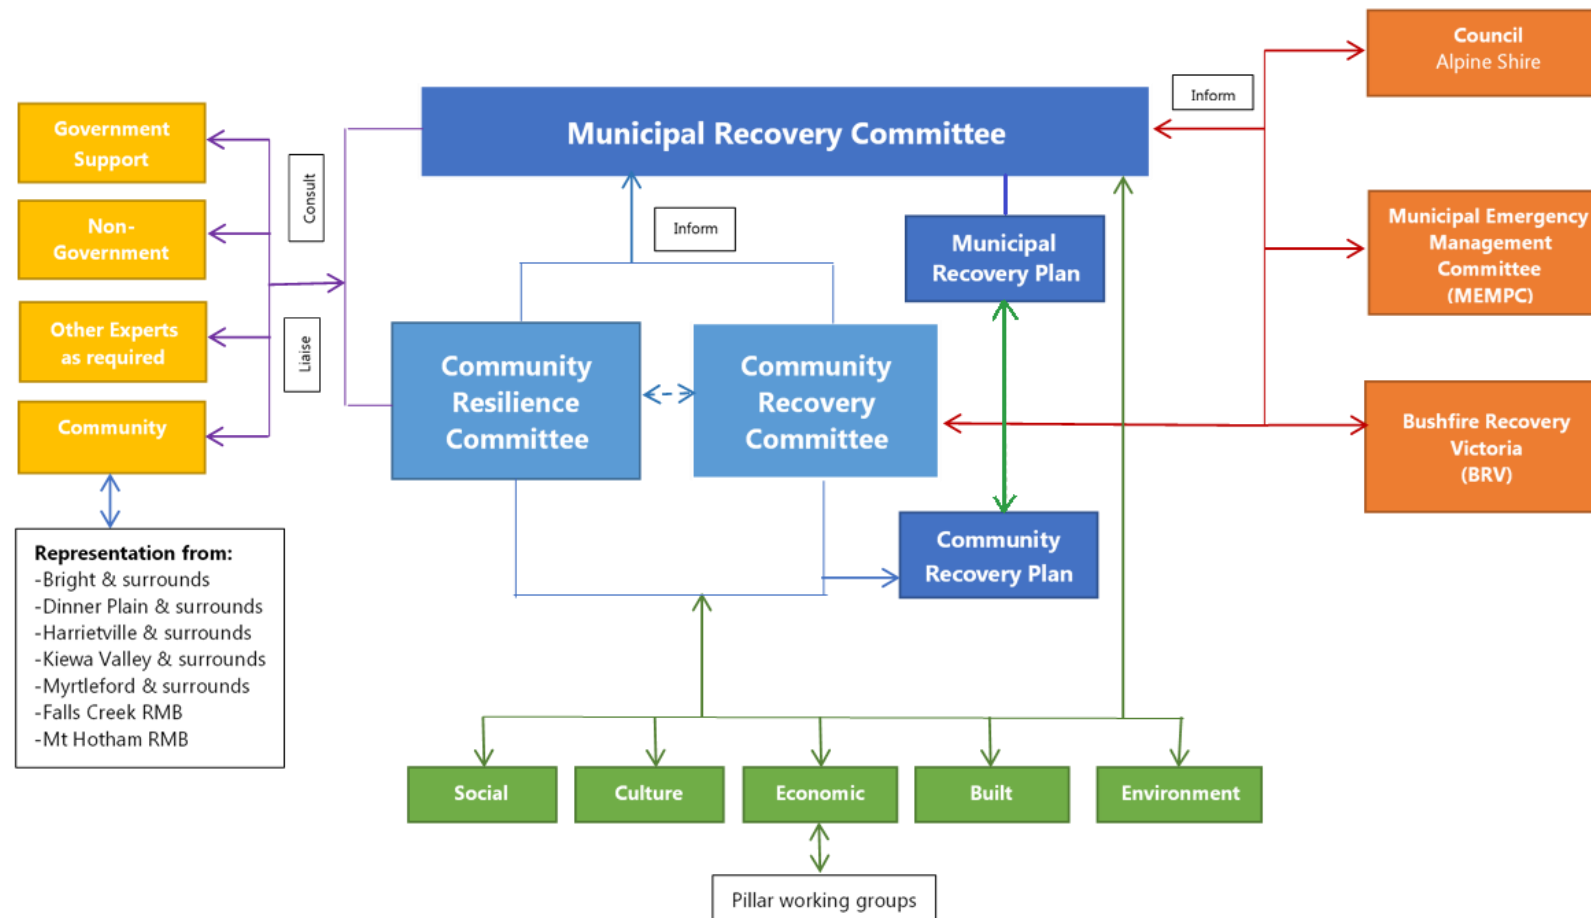 Council
Alpine Shire
Inform
Municipal Recovery Committee
Government
Support
Consult
Non-
Government
Inform
Municipal
Recovery Plan
Municipal Emergency
Management
Committee
(MEMPC)
Other Experts
as required
Liaise
Community
Resilience
Committee
Community
Recovery
Committee
Community
Bushfire Recovery
Victoria
(BRV)
Community
Recovery Plan
Representation from:
-Bright & surrounds
-Dinner Plain & surrounds
-Harrietville & surrounds
-Kiewa Valley & surrounds
-Myrtleford & surrounds
-Falls Creek RMB
-Mt Hotham RMB
Social
Culture
Economic
Built
Environment
Pillar working groups